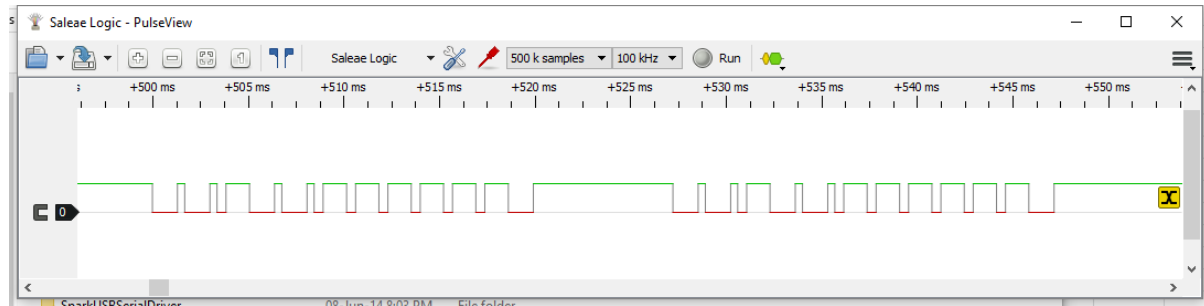 s
Saleae Logic - PulseView
Saleae Logic 500 k samples 100 kHz Run
s +500 ms +505 ms +510 ms +515 ms +520 ms +525 ms +530 ms +535 ms +540 ms +545 ms +550 ms
0
SparkUSBSerialDriver 08-Jun-14 8:03 PM File folder